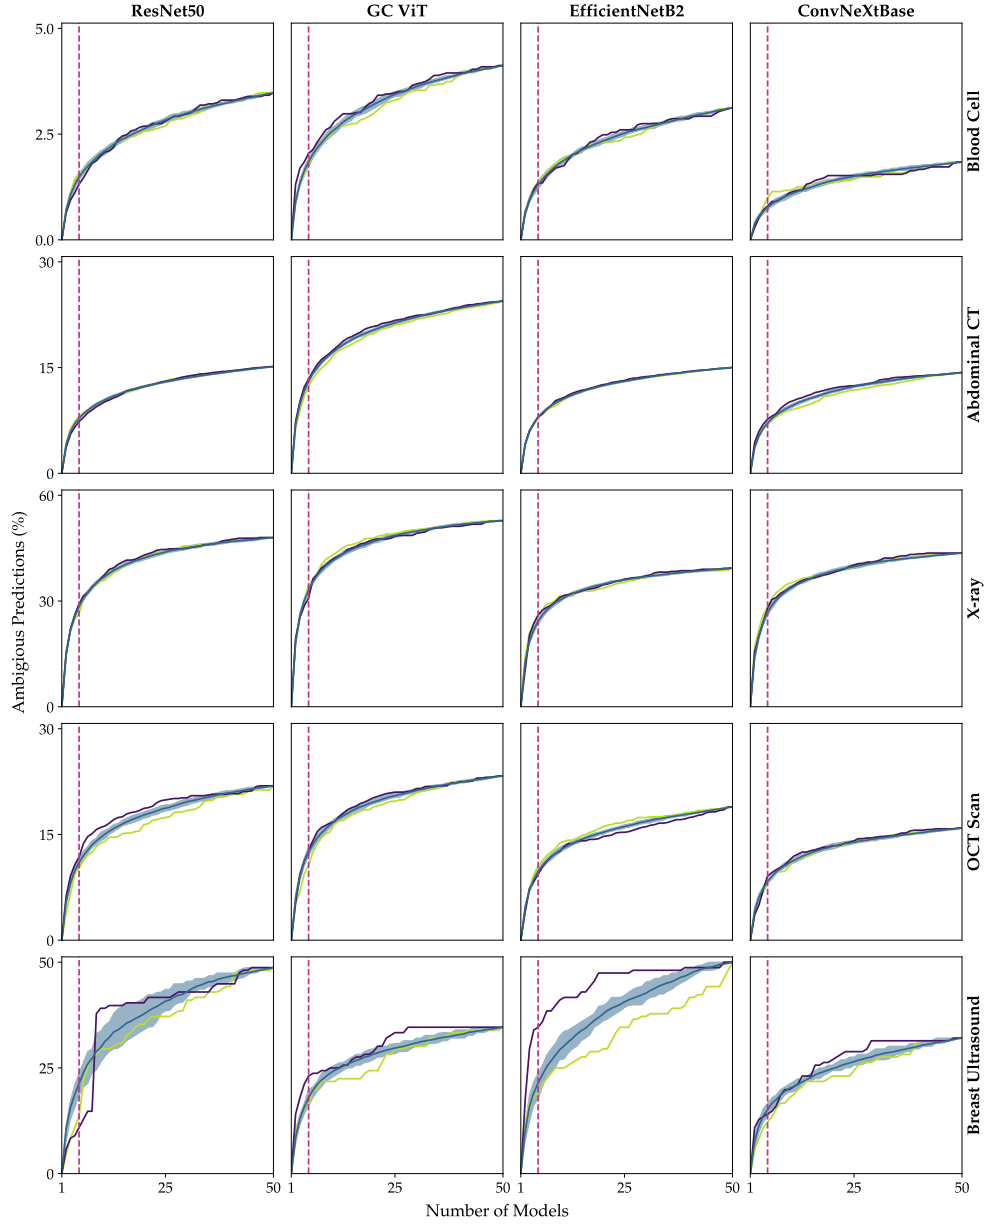 ResNet50 GC ViT EfficientNetB2 ConvNeXtBase
5.0
2.5
0.0
Blood Cell
30
15
0
Abdominal CT
60
30
0
X-ray
30
15
0
OCT Scan
50
25
0
Breast Ultrasound
Ambigious Predictions (%)
1 25 50 1 25 50 1 25 50 1 25 50
Number of Models